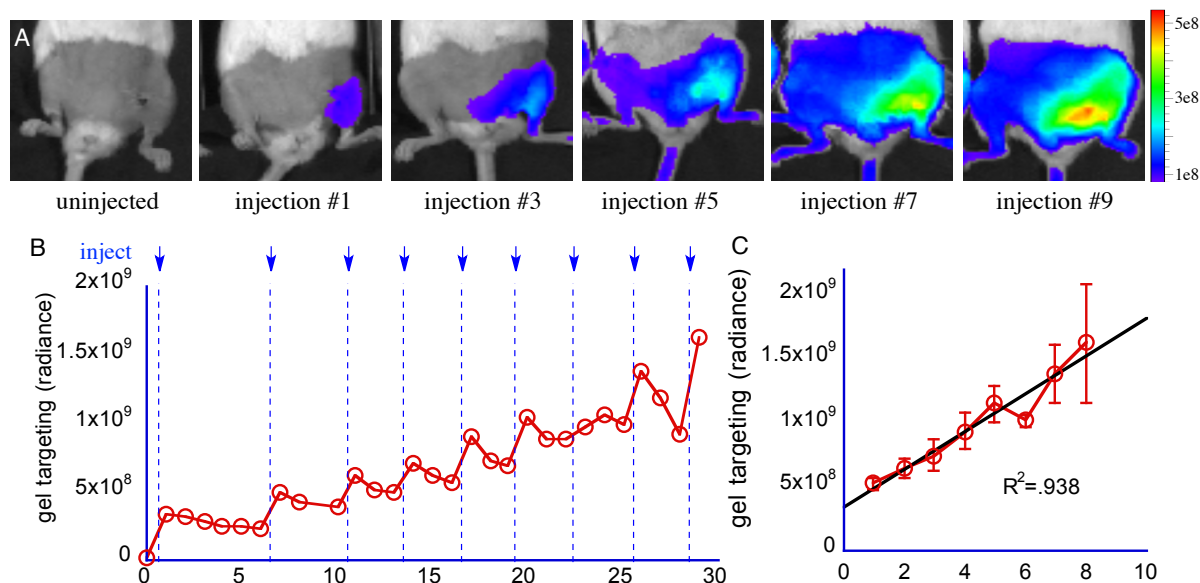 A
5e8
3e8
1e8
uninjected
injection #1
injection #3
injection #5
injection #7
injection #9
B
inject
gel targeting (radiance)
2x10^9
1.5x10^9
1x10^9
5x10^8
0
0 5 10 15 20 25 30
C
gel targeting (radiance)
2x10^9
1.5x10^9
1x10^9
5x10^8
0
R^2=.938
0 2 4 6 8 10